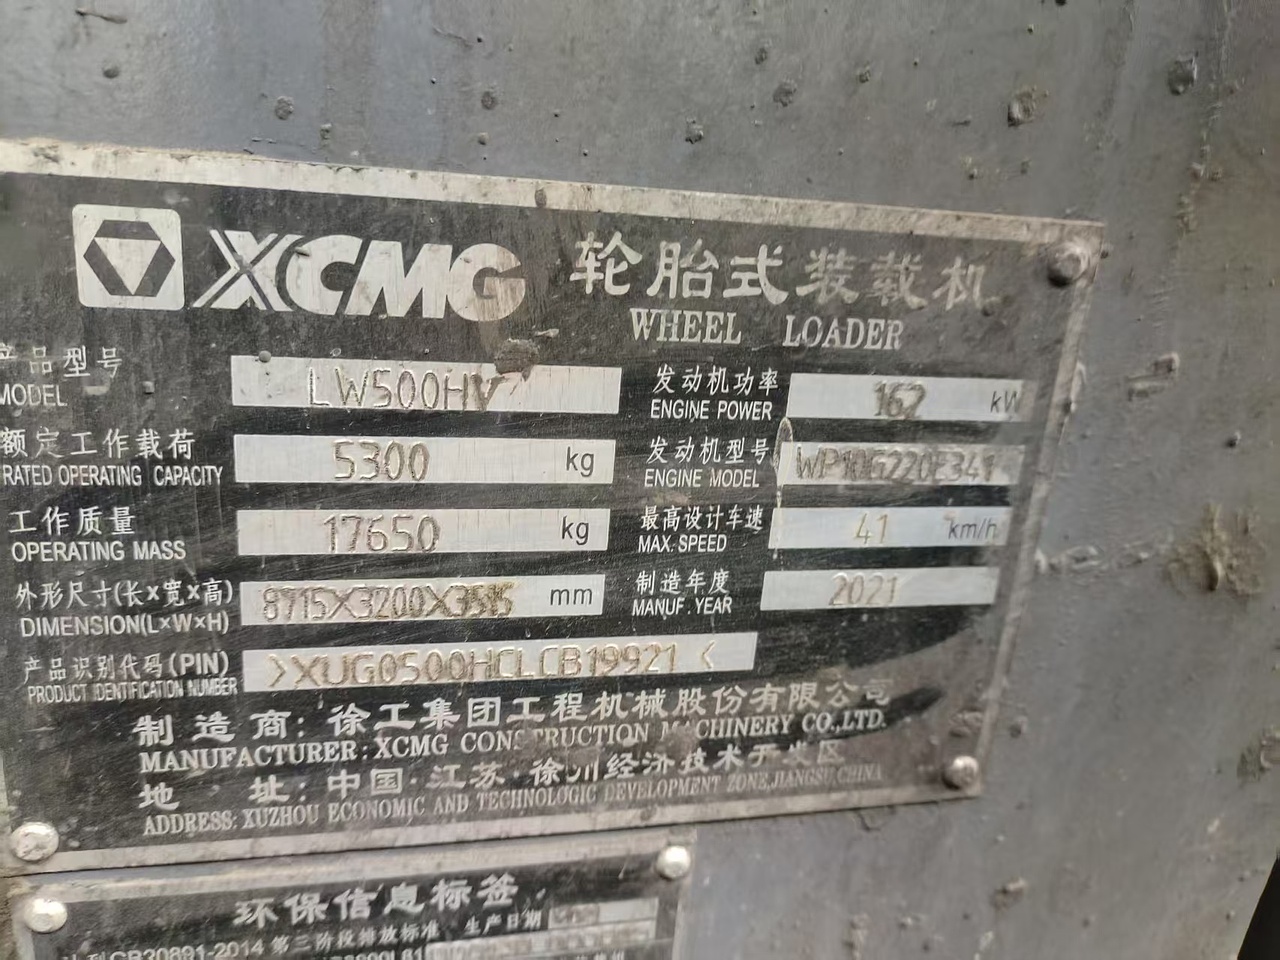 XCMG 轮胎式装载机
WHEEL LOADER
产品型号 LW500HV 发动机功率 162 kW
MODEL ENGINE POWER
额定工作载荷 5300 kg 发动机型号 WP10G220E341
RATED OPERATING CAPACITY ENGINE MODEL
工作质量 17650 kg 最高设计车速 41 km/h
OPERATING MASS MAX. SPEED
外形尺寸(长×宽×高) 8715X3200X3515 mm 制造年度 2021
DIMENSION(L×W×H) MANUF. YEAR
产品识别代码(PIN) >XUG0500HCLCB19921<
PRODUCT IDENTIFICATION NUMBER
制造商:徐工集团工程机械股份有限公司
MANUFACTURER: XCMG CONSTRUCTION MACHINERY CO.,LTD.
地址:中国·江苏·徐州经济技术开发区
ADDRESS: XUZHOU ECONOMIC AND TECHNOLOGIC DEVELOPMENT ZONE,JIANGSU,CHINA
环保信息标签
GB20891-2014 第三阶段排放标准 生产日期